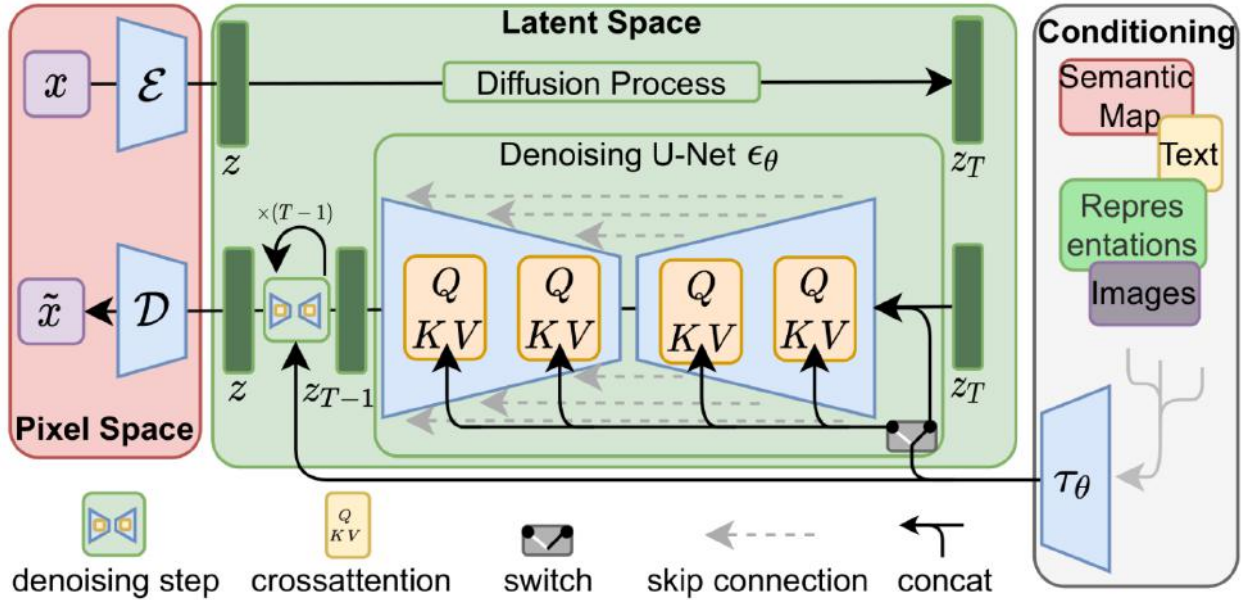 Latent Space
Conditioning
x
ℰ
Diffusion Process
Semantic
Map
Text
z
z_T
Denoising U-Net ϵ_θ
Repres
entations
Images
×(T−1)
x̃
𝒟
Q
KV
Q
KV
Q
KV
Q
KV
z
z_{T−1}
z_T
Pixel Space
τ_θ
Q
KV
denoising step
crossattention
switch
skip connection
concat